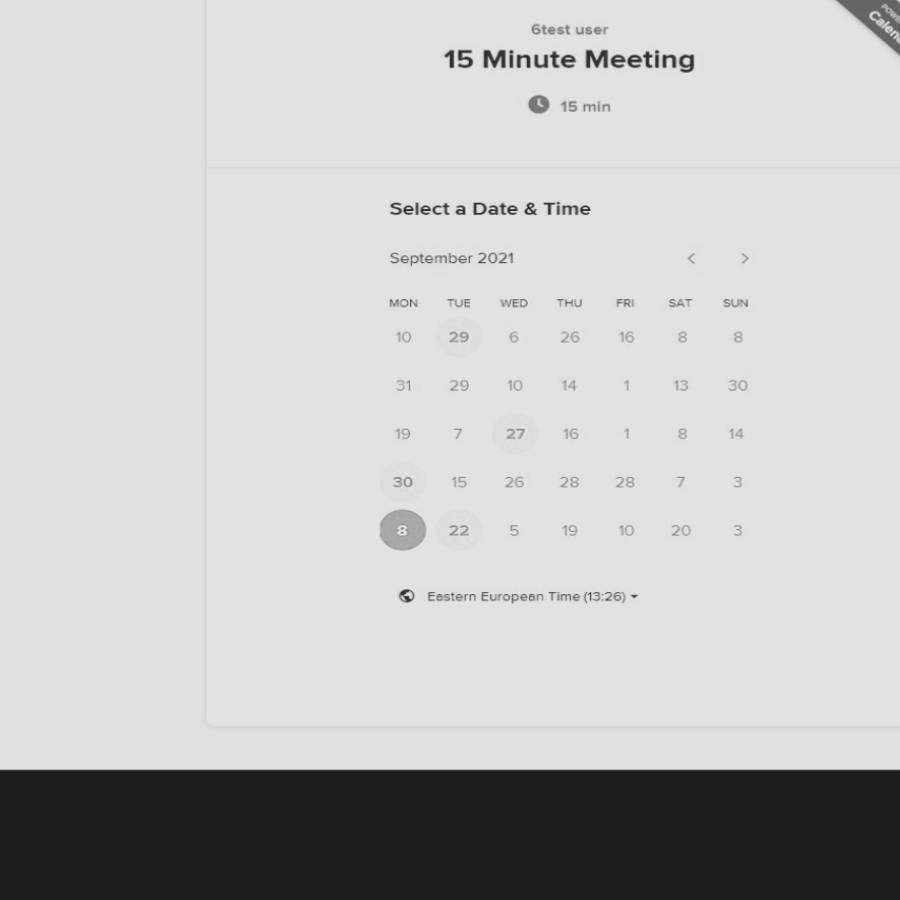 6test user
15 Minute Meeting
15 min
Select a Date & Time
September 2021
MON TUE WED THU FRI SAT SUN
10 29 6 26 16 8 8
31 29 10 14 1 13 30
19 7 27 16 1 8 14
30 15 26 28 28 7 3
8 22 5 19 10 20 3
Eastern European Time (13:26)